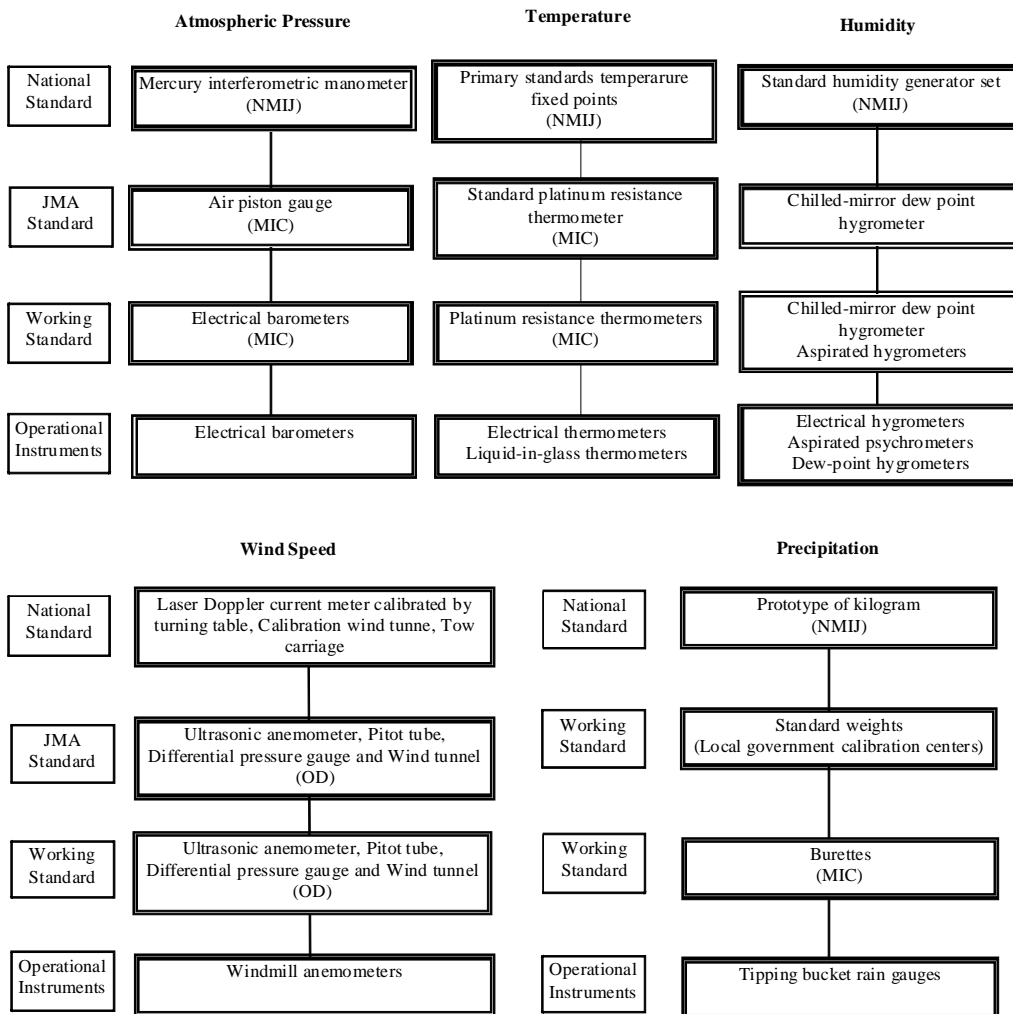 Atmospheric Pressure
Temperature
Humidity
National
Standard
Mercury interferometric manometer
(NMIJ)
Primary standards temperarure
fixed points
(NMIJ)
Standard humidity generator set
(NMIJ)
JMA
Standard
Air piston gauge
(MIC)
Standard platinum resistance
thermometer
(MIC)
Chilled-mirror dew point
hygrometer
Working
Standard
Electrical barometers
(MIC)
Platinum resistance thermometers
(MIC)
Chilled-mirror dew point
hygrometer
Aspirated hygrometers
Operational
Instruments
Electrical barometers
Electrical thermometers
Liquid-in-glass thermometers
Electrical hygrometers
Aspirated psychrometers
Dew-point hygrometers
Wind Speed
National
Standard
Laser Doppler current meter calibrated by
turning table, Calibration wind tunne, Tow
carriage
JMA
Standard
Ultrasonic anemometer, Pitot tube,
Differential pressure gauge and Wind tunnel
(OD)
Working
Standard
Ultrasonic anemometer, Pitot tube,
Differential pressure gauge and Wind tunnel
(OD)
Operational
Instruments
Windmill anemometers
Precipitation
National
Standard
Prototype of kilogram
(NMIJ)
Working
Standard
Standard weights
(Local government calibration centers)
Working
Standard
Burettes
(MIC)
Operational
Instruments
Tipping bucket rain gauges